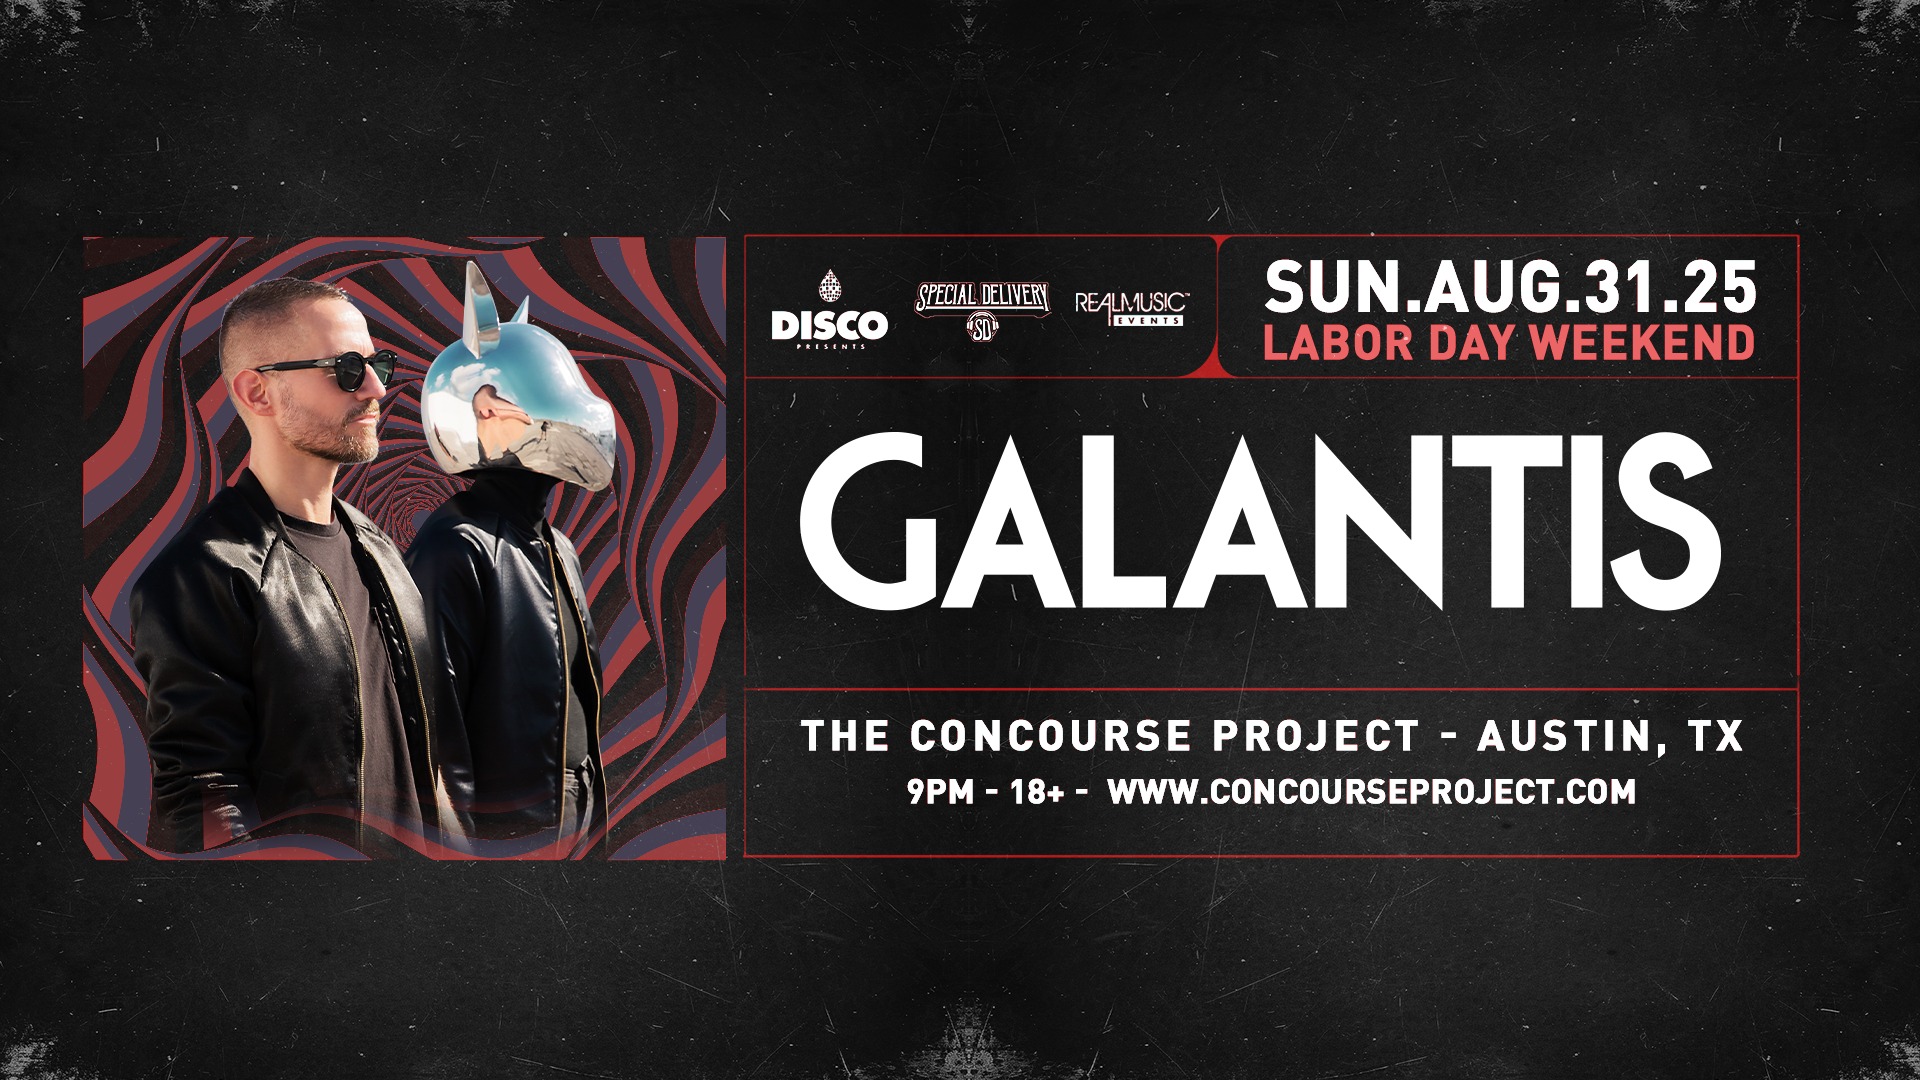 DISCO
PRESENTS
SPECIAL DELIVERY
SD
REALMUSIC™
EVENTS
SUN.AUG.31.25
LABOR DAY WEEKEND
GALANTIS
THE CONCOURSE PROJECT - AUSTIN, TX
9PM - 18+ - WWW.CONCOURSEPROJECT.COM